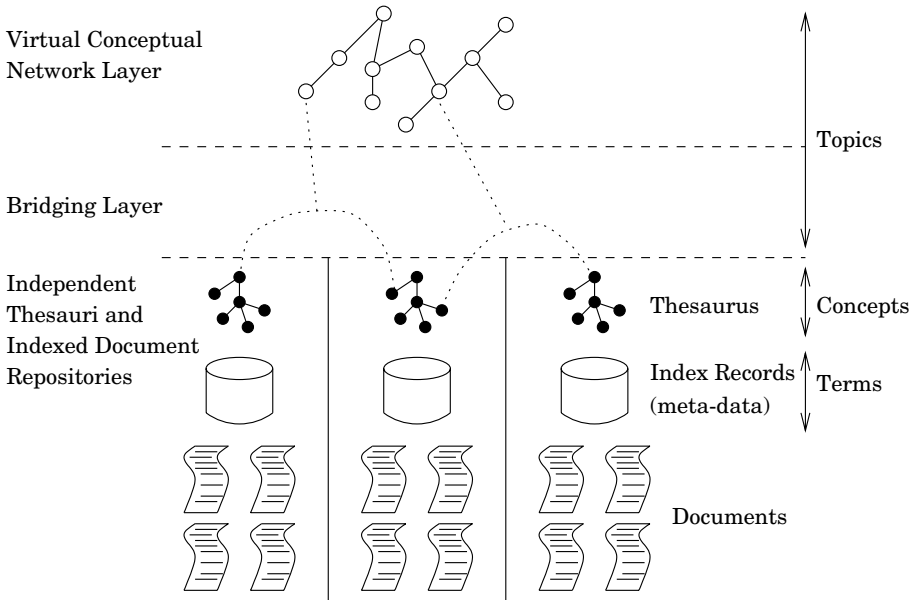 Virtual Conceptual
Network Layer
Topics
Bridging Layer
Independent
Thesauri and
Indexed Document
Repositories
Thesaurus
Concepts
Index Records
(meta-data)
Terms
Documents